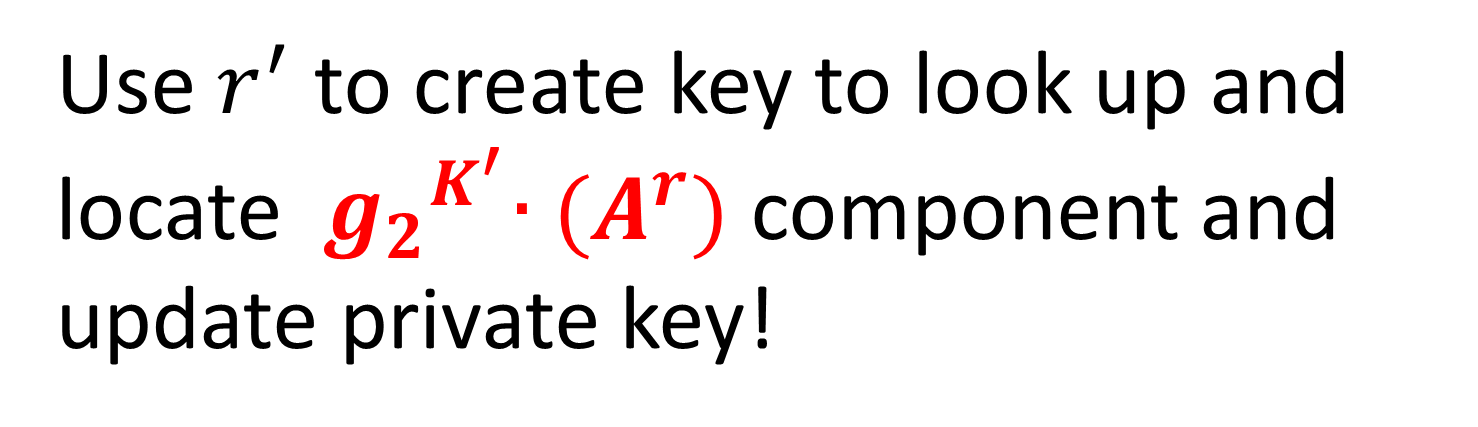 Use r′ to create key to look up and
locate g₂^K′ · (A^r) component and
update private key!